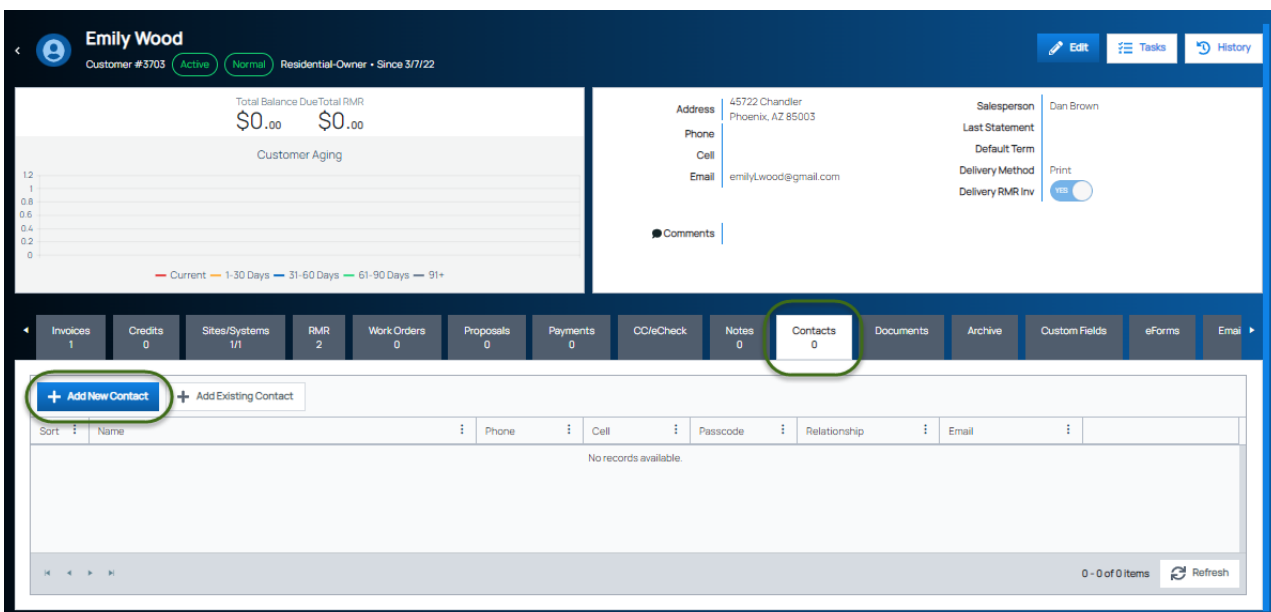 Emily Wood
Customer #3703 Active Normal Residential-Owner • Since 3/7/22
Edit Tasks History
Total Balance Due Total RMR
$0.00 $0.00
Customer Aging
1.2
1
0.8
0.6
0.4
0.2
0
Current 1-30 Days 31-60 Days 61-90 Days 91+
Address 45722 Chandler
Phoenix, AZ 85003
Phone
Cell
Email emilyLwood@gmail.com
Comments
Salesperson Dan Brown
Last Statement
Default Term
Delivery Method Print
Delivery RMR Inv YES
Invoices Credits Sites/Systems RMR Work Orders Proposals Payments CC/eCheck Notes Contacts Documents Archive Custom Fields eForms Emai
1 0 1/1 2 0 0 0 0 0
+ Add New Contact + Add Existing Contact
Sort Name Phone Cell Passcode Relationship Email
No records available.
0 - 0 of 0 items Refresh